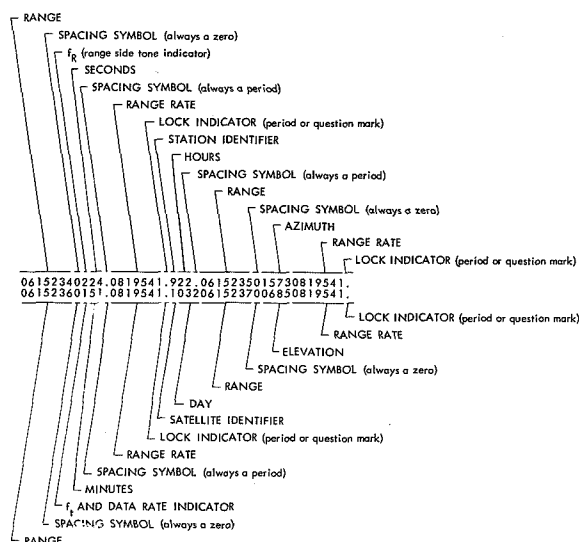 RANGE
SPACING SYMBOL (always a zero)
fR (range side tone indicator)
SECONDS
SPACING SYMBOL (always a period)
RANGE RATE
LOCK INDICATOR (period or question mark)
STATION IDENTIFIER
HOURS
SPACING SYMBOL (always a period)
RANGE
SPACING SYMBOL (always a zero)
AZIMUTH
RANGE RATE
LOCK INDICATOR (period or question mark)
06152340224.0819541.922.0615235015730819541.
06152360151.0819541.10320615237006850819541.
LOCK INDICATOR (period or question mark)
RANGE RATE
ELEVATION
SPACING SYMBOL (always a zero)
RANGE
DAY
SATELLITE IDENTIFIER
LOCK INDICATOR (period or question mark)
RANGE RATE
SPACING SYMBOL (always a period)
MINUTES
ft AND DATA RATE INDICATOR
SPACING SYMBOL (always a zero)
RANGE